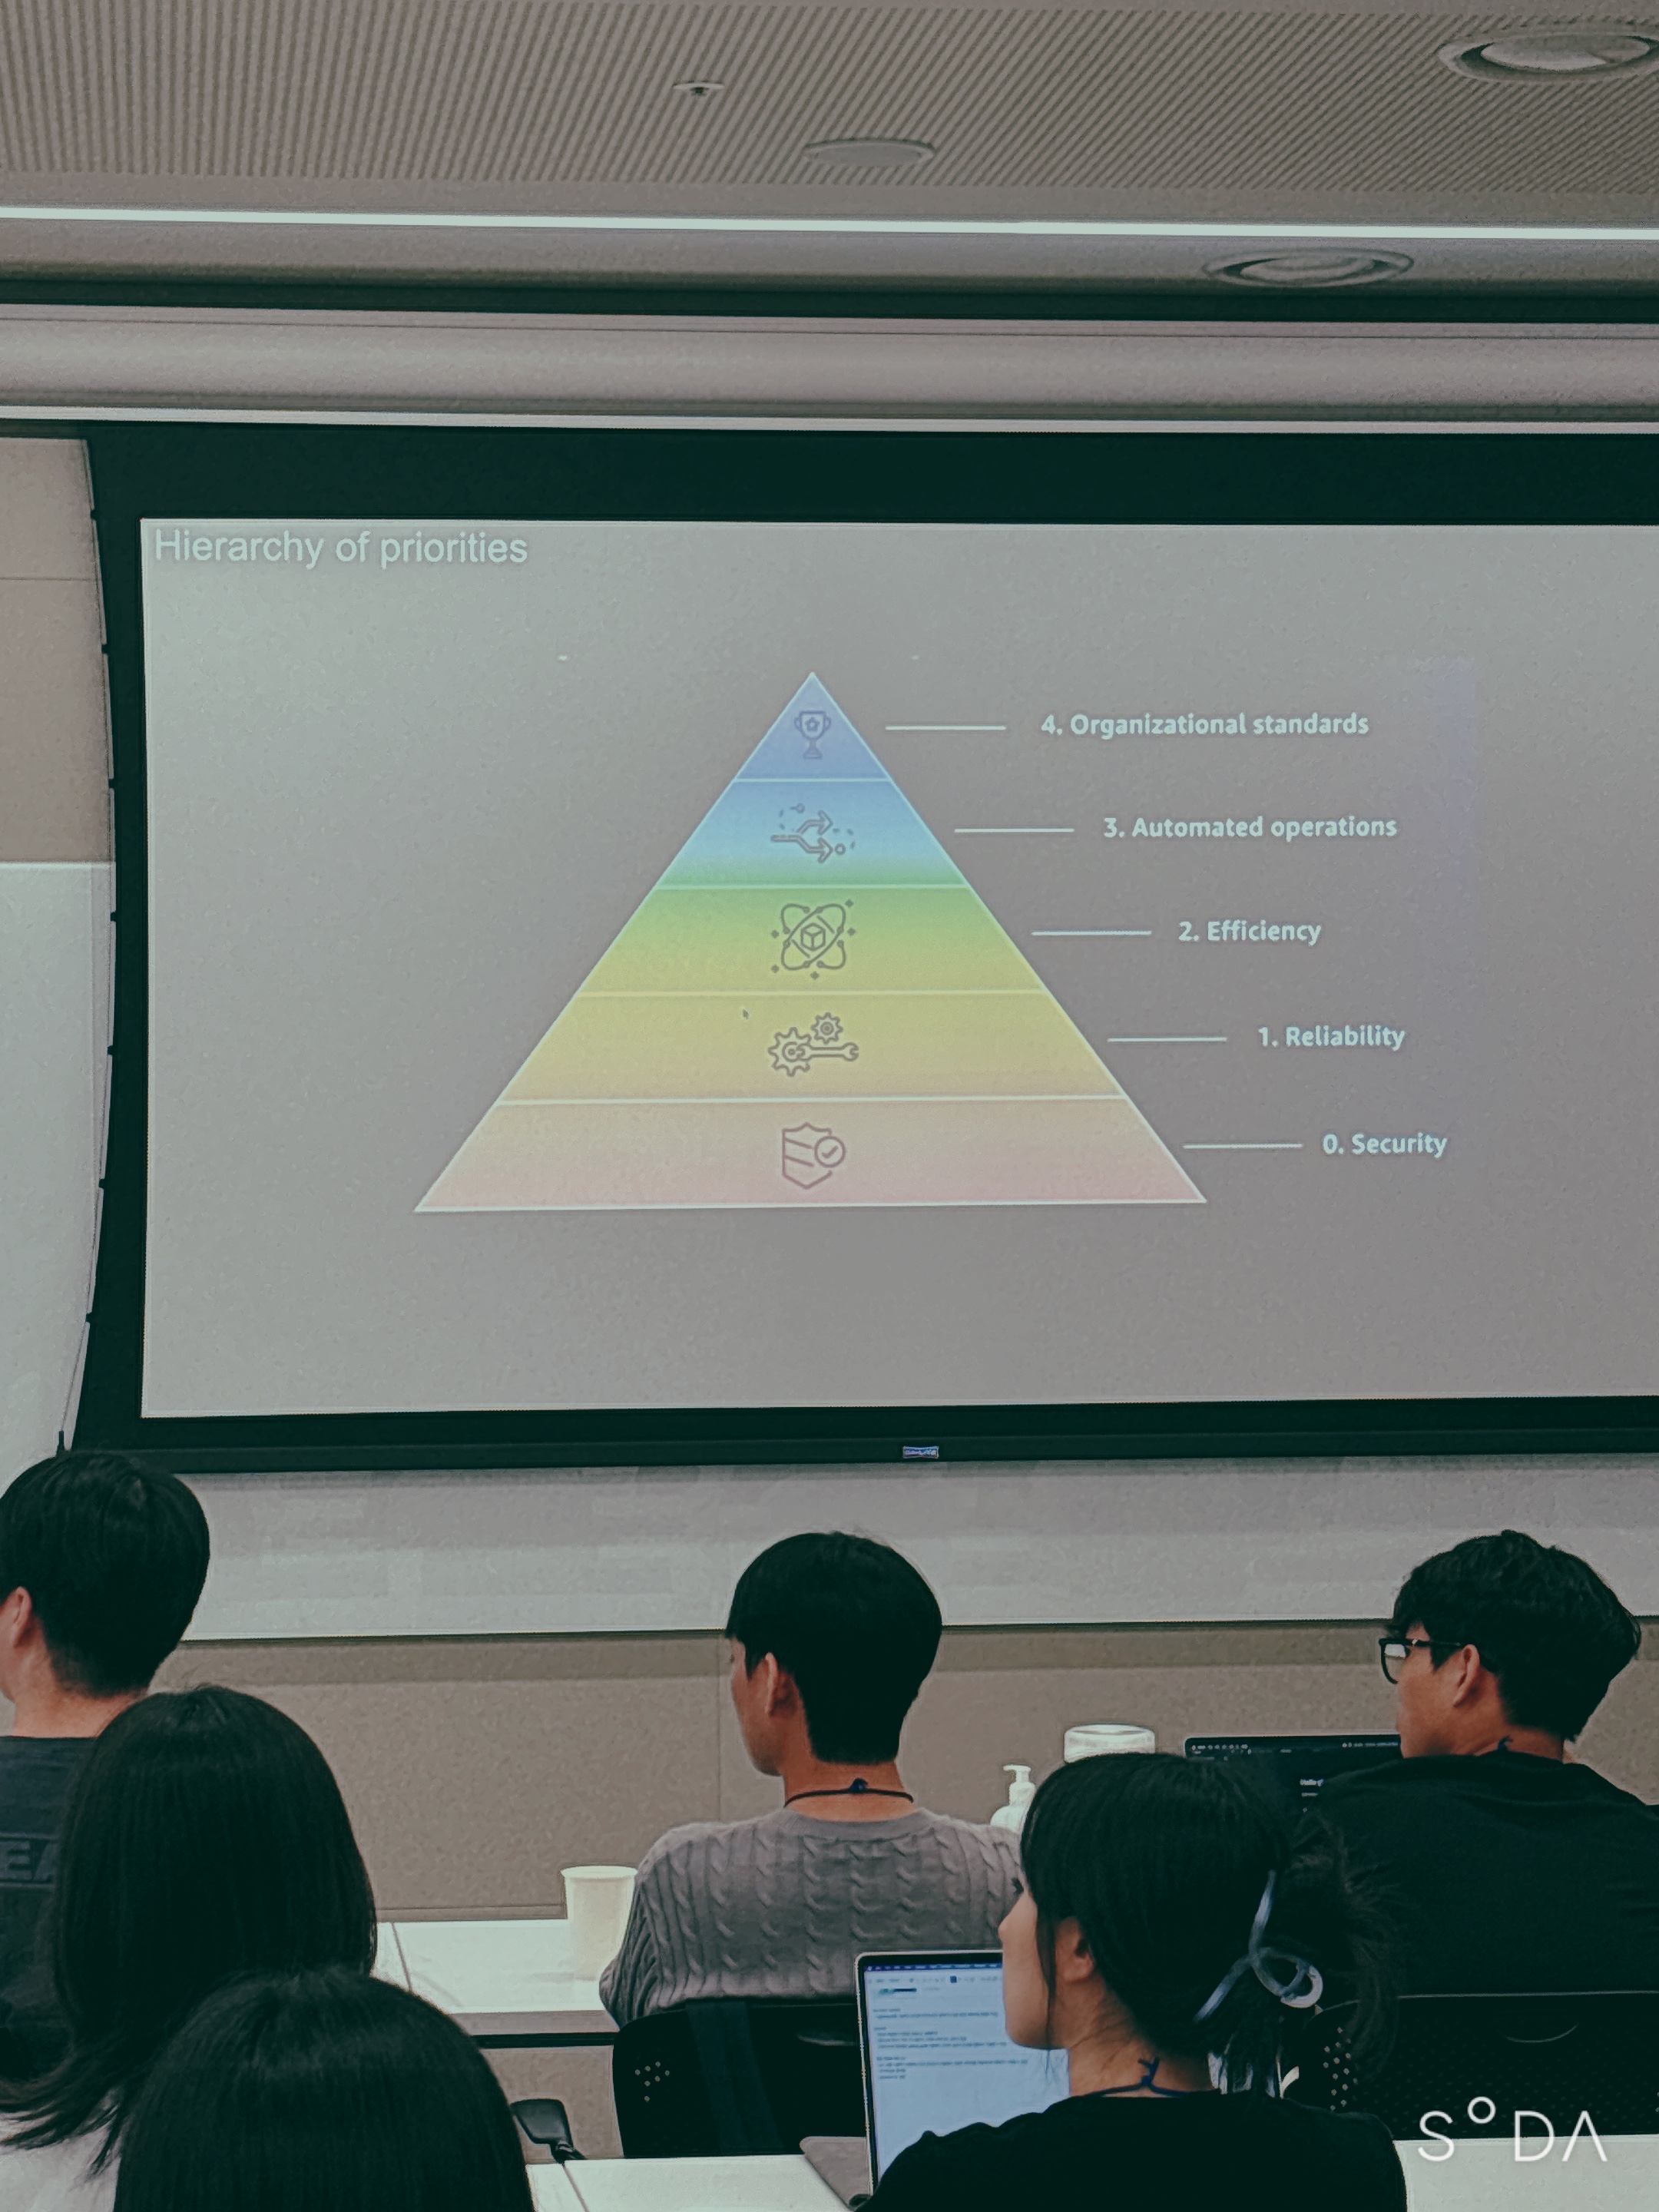 Hierarchy of priorities
4. Organizational standards
3. Automated operations
2. Efficiency
1. Reliability
0. Security
SODA